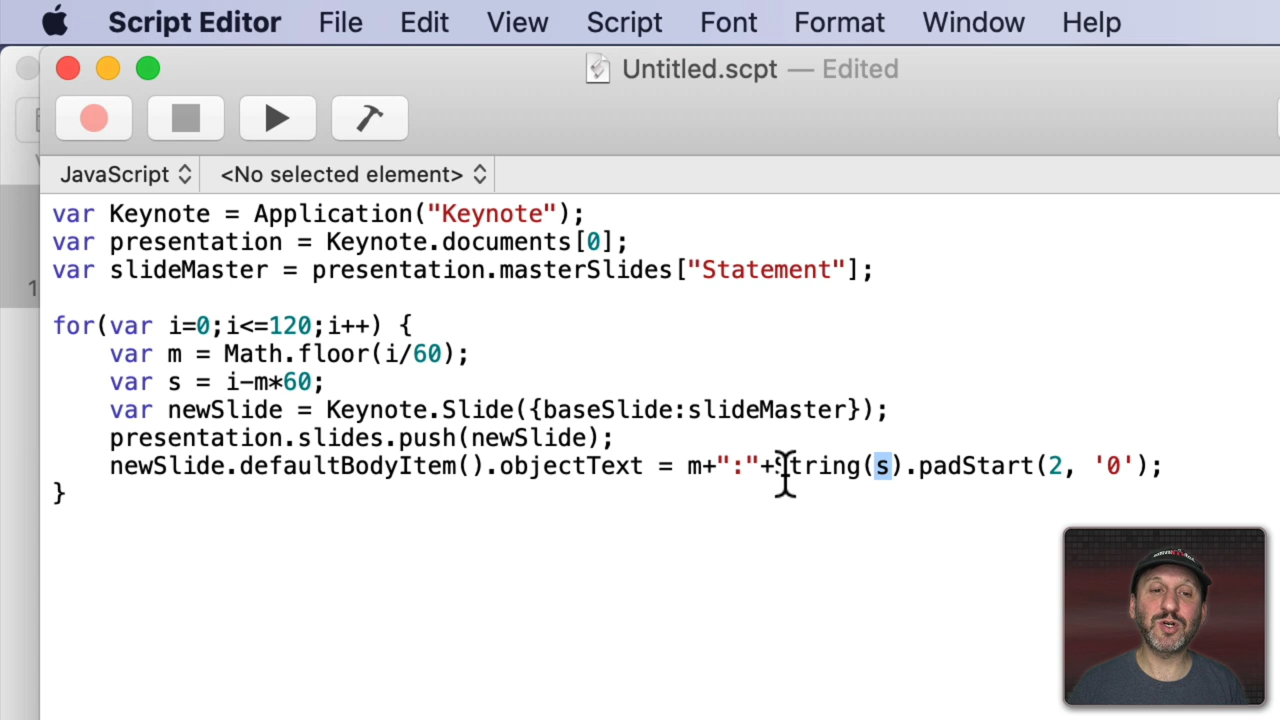 Script Editor File Edit View Script Font Format Window Help
Untitled.scpt — Edited
JavaScript <No selected element>
var Keynote = Application("Keynote");
var presentation = Keynote.documents[0];
var slideMaster = presentation.masterSlides["Statement"];
1
for(var i=0;i<=120;i++) {
var m = Math.floor(i/60);
var s = i-m*60;
var newSlide = Keynote.Slide({baseSlide:slideMaster});
presentation.slides.push(newSlide);
newSlide.defaultBodyItem().objectText = m+":"+String(s).padStart(2, '0');
}